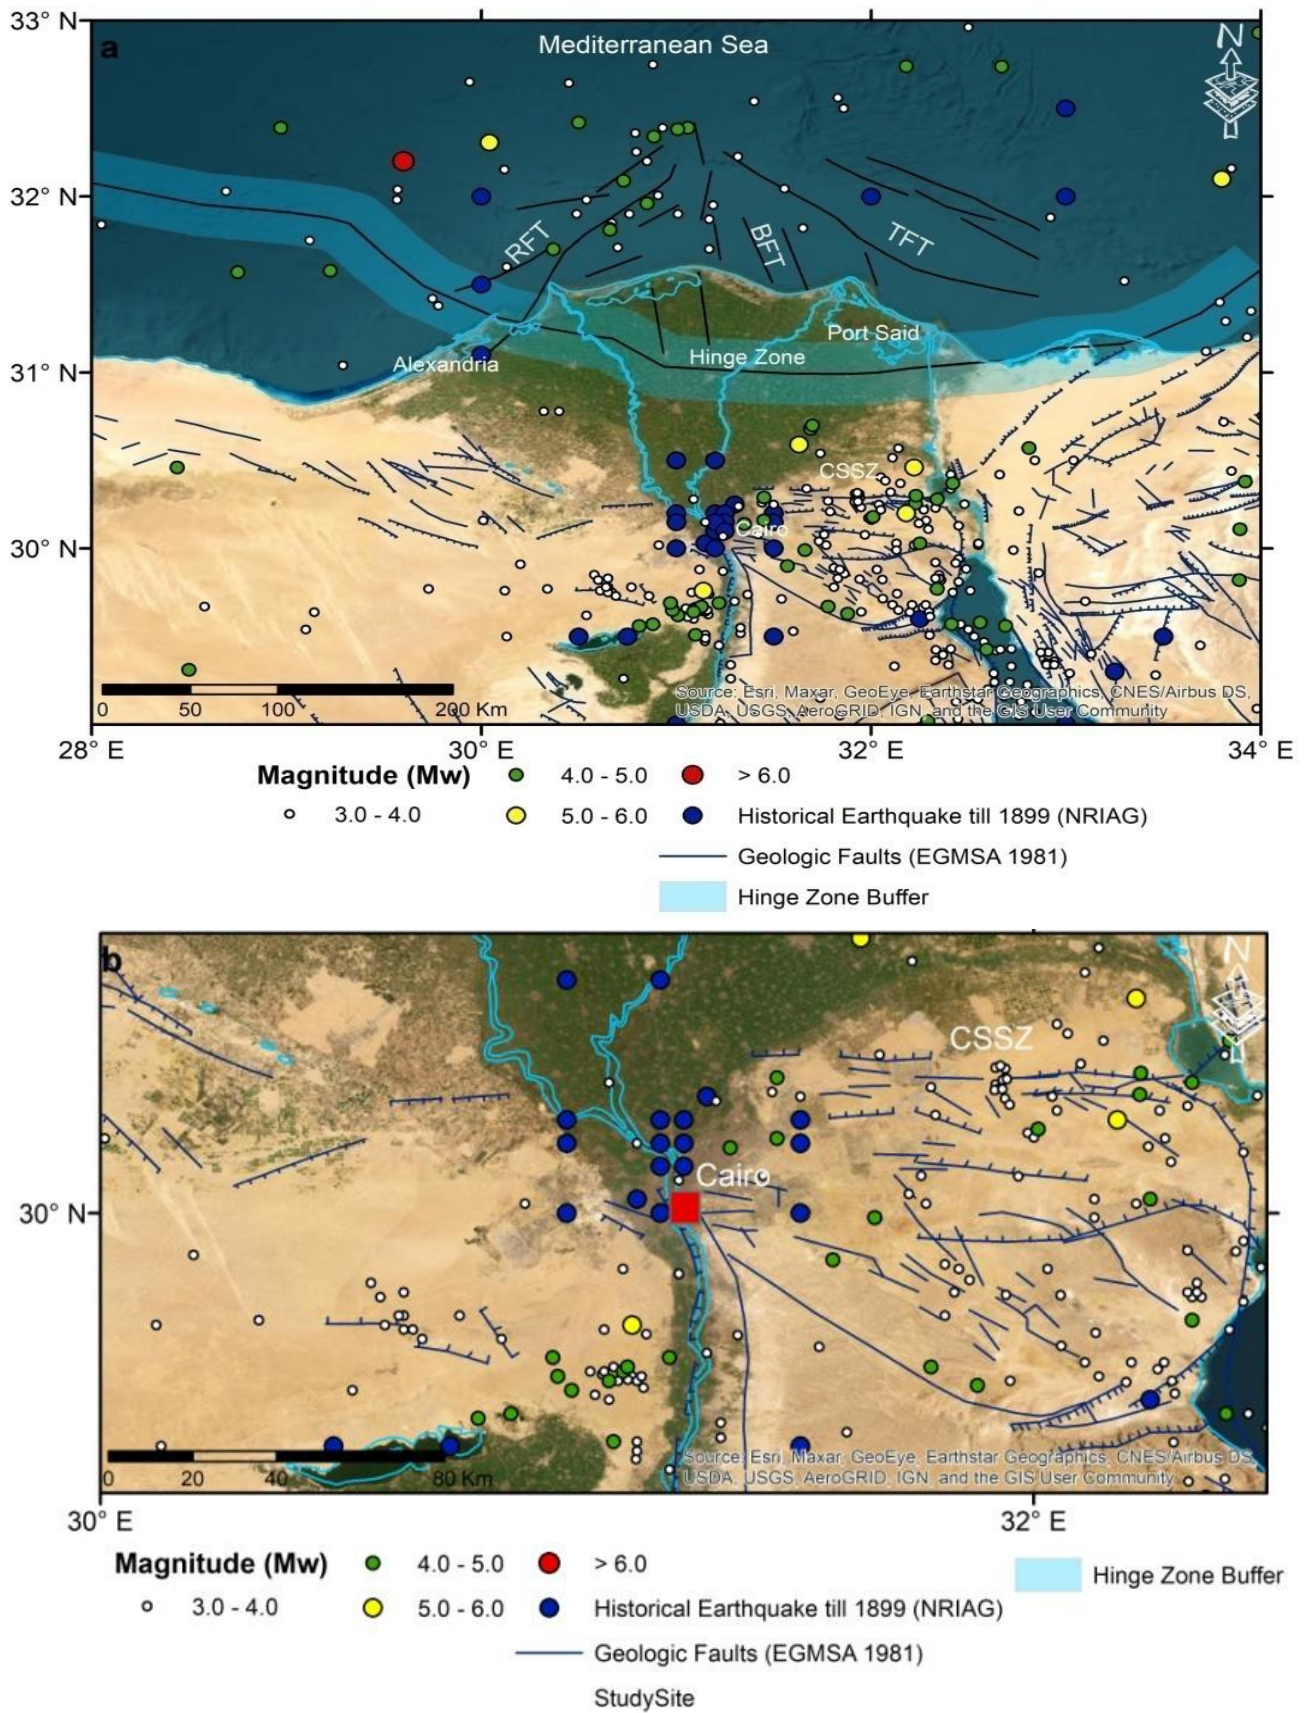 33° N
a
Mediterranean Sea
N
32° N
RFT
BFT
TFT
Port Said
Hinge Zone
Alexandria
31° N
CSSZ
Cairo
30° N
Source: Esri, Maxar, GeoEye, Earthstar Geographics, CNES/Airbus DS,
USDA, USGS, AeroGRID, IGN, and the GIS User Community
0 50 100 200 Km
28° E 30° E 32° E 34° E
Magnitude (Mw) 4.0 - 5.0 > 6.0
3.0 - 4.0 5.0 - 6.0 Historical Earthquake till 1899 (NRIAG)
Geologic Faults (EGMSA 1981)
Hinge Zone Buffer
b
N
CSSZ
Cairo
30° N
Source: Esri, Maxar, GeoEye, Earthstar Geographics, CNES/Airbus DS,
USDA, USGS, AeroGRID, IGN, and the GIS User Community
0 20 40 80 Km
30° E 32° E
Magnitude (Mw) 4.0 - 5.0 > 6.0 Hinge Zone Buffer
3.0 - 4.0 5.0 - 6.0 Historical Earthquake till 1899 (NRIAG)
Geologic Faults (EGMSA 1981)
StudySite